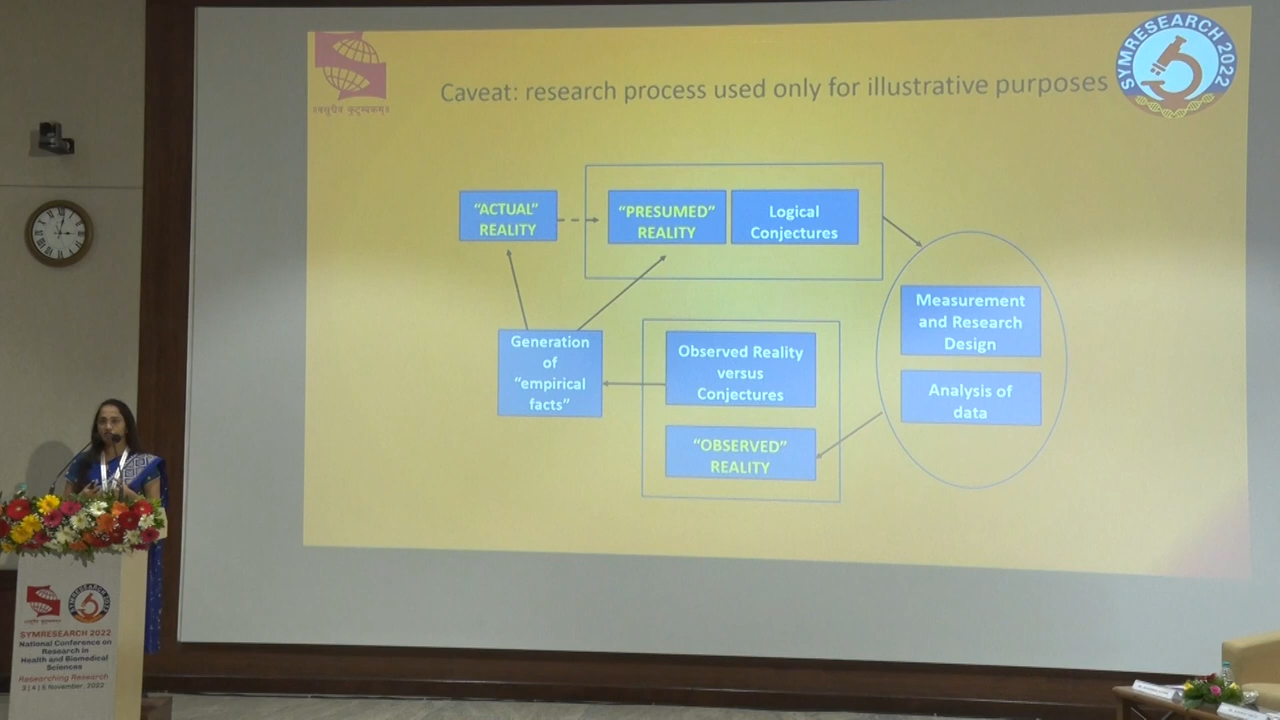 Caveat: research process used only for illustrative purposes
SYMRESEARCH 2022
॥वसुधैव कुटुम्बकम्॥
“ACTUAL”
REALITY
“PRESUMED”
REALITY
Logical
Conjectures
Measurement
and Research
Design
Analysis of
data
Generation
of
“empirical
facts”
Observed Reality
versus
Conjectures
“OBSERVED”
REALITY
SYMRESEARCH 2022
SYMRESEARCH 2022
National Conference on
Research in
Health and Biomedical
Sciences
Researching Research
3|4|5 November, 2022